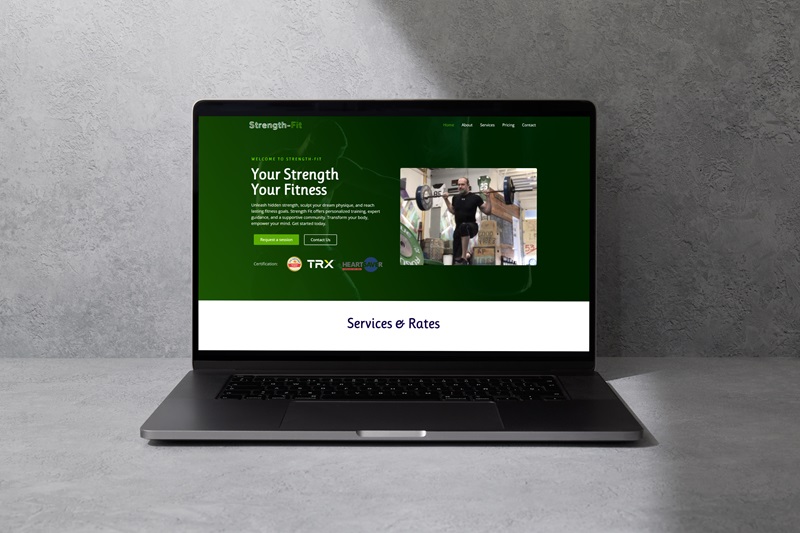 Strength-Fit
Home About Services Pricing Contact
WELCOME TO STRENGTH-FIT
Your Strength
Your Fitness
Unleash hidden strength, sculpt your dream physique, and reach
lasting fitness goals. Strength Fit offers personalized training, expert
guidance, and a supportive community. Transform your body,
empower your mind. Get started today.
Request a session Contact Us
Certification: TRX HEART
Services & Rates